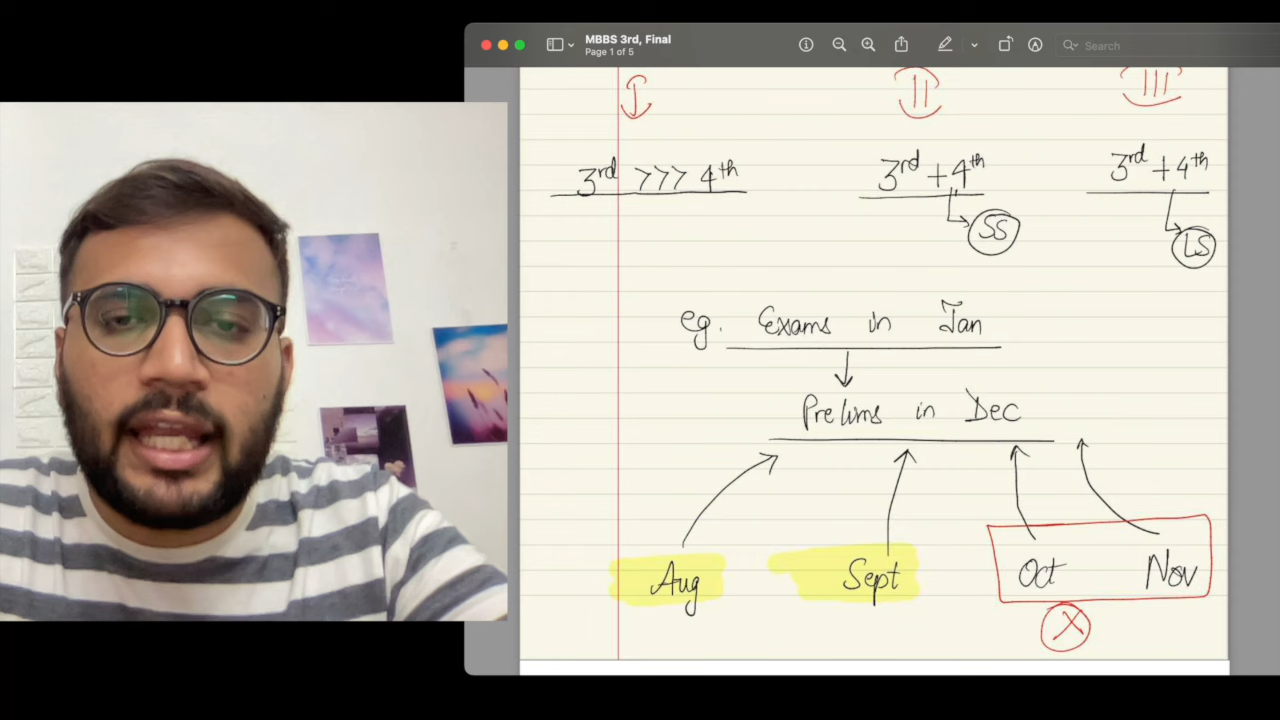 MBBS 3rd, Final
Page 1 of 5
Search
I II III
3rd >>> 4th 3rd + 4th 3rd + 4th
SS LS
eg. Exams in Jan
Prelims in Dec
Aug Sept Oct Nov
X